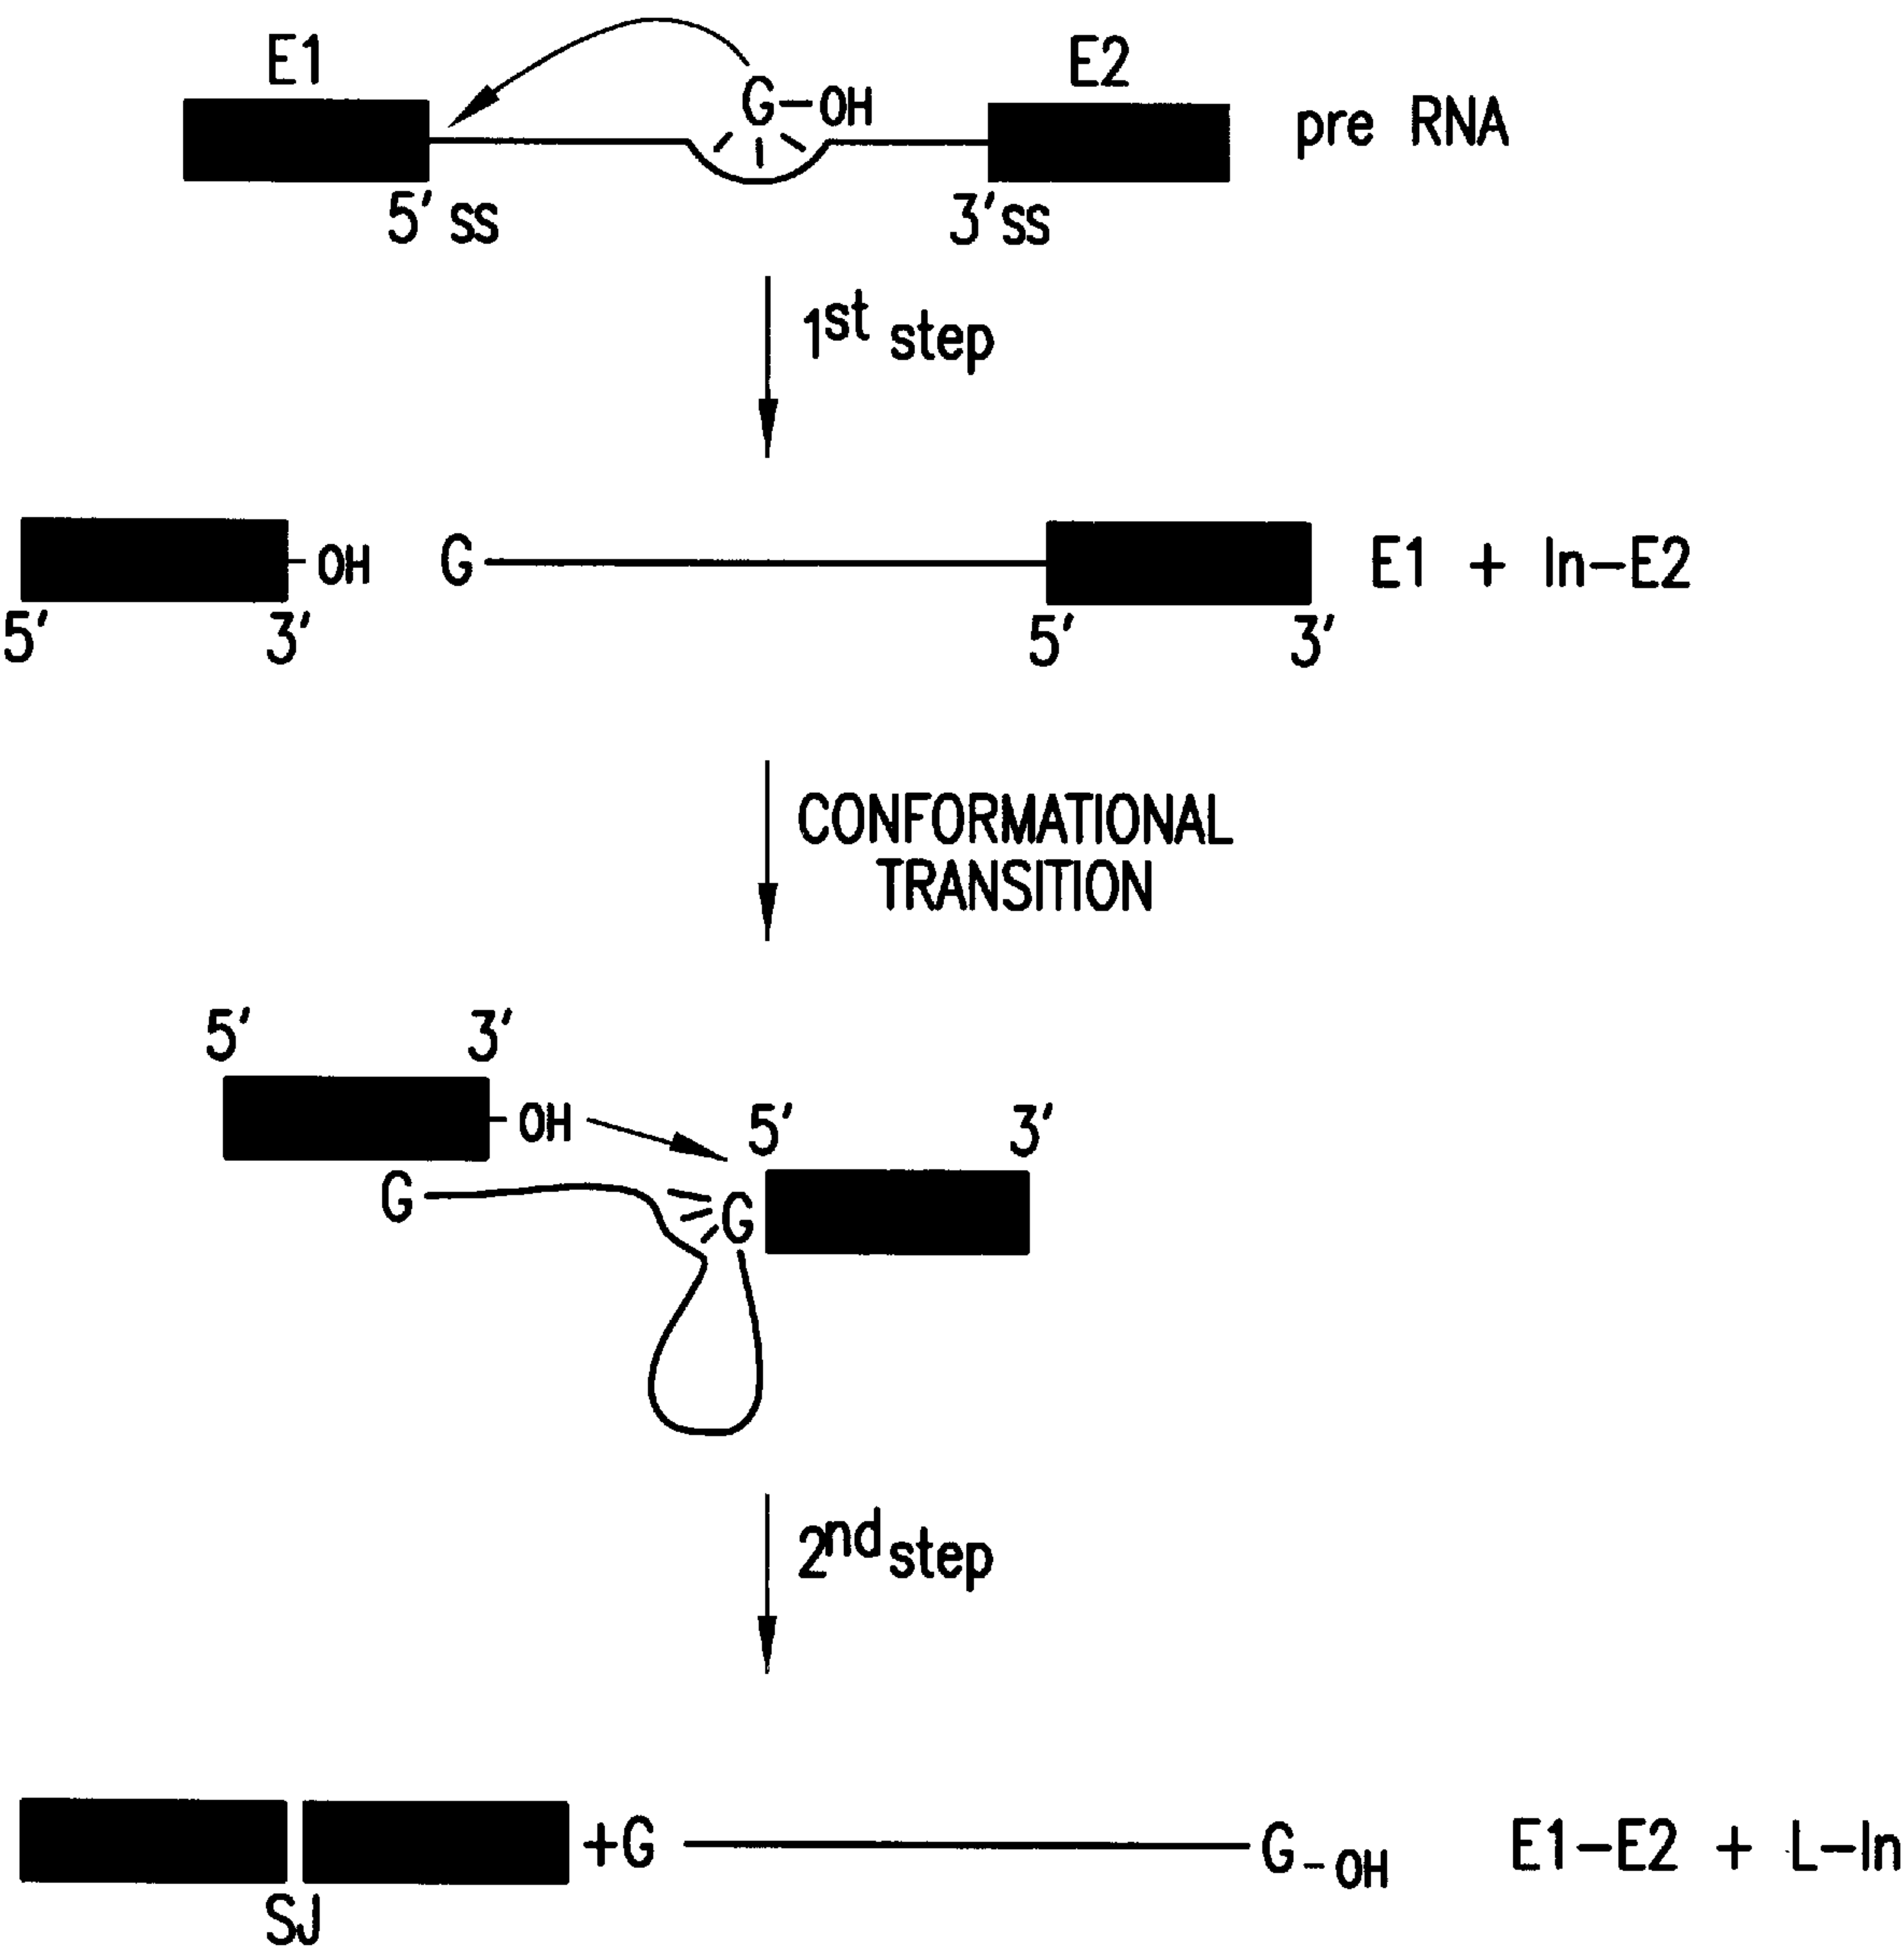 E1 E2
G-OH
pre RNA
5' ss 3'ss
1st step
OH G E1 + In-E2
5' 3' 5' 3'
CONFORMATIONAL
TRANSITION
5' 3'
OH 5' 3'
G G
2nd step
+G G-OH E1-E2 + L-In
SJ